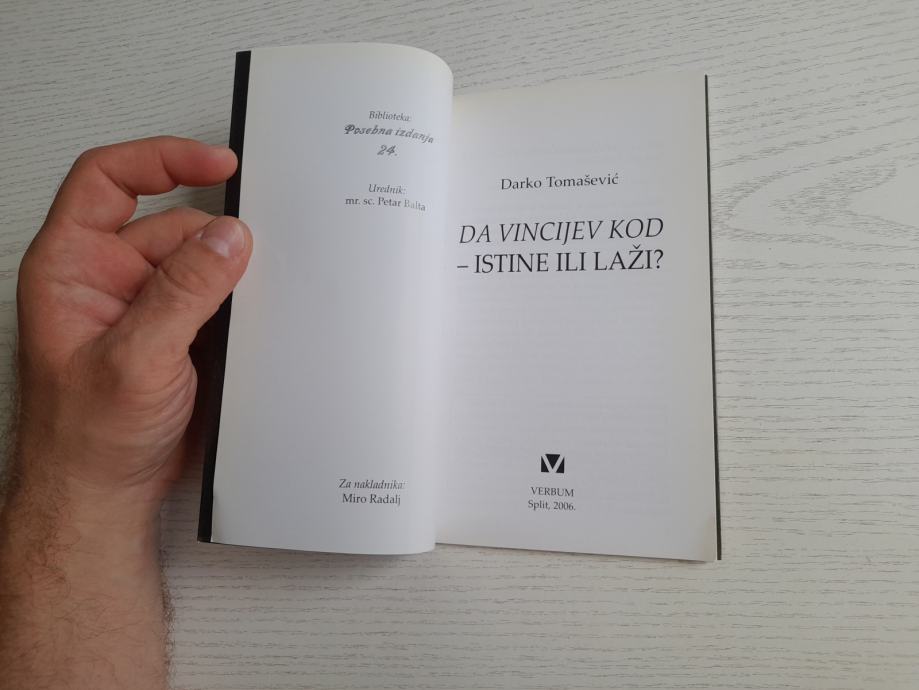 Biblioteka:
Posebna izdanja
24.
Urednik:
mr. sc. Petar Balta
Za nakladnika:
Miro Radalj
Darko Tomašević
DA VINCIJEV KOD
– ISTINE ILI LAŽI?
VERBUM
Split, 2006.